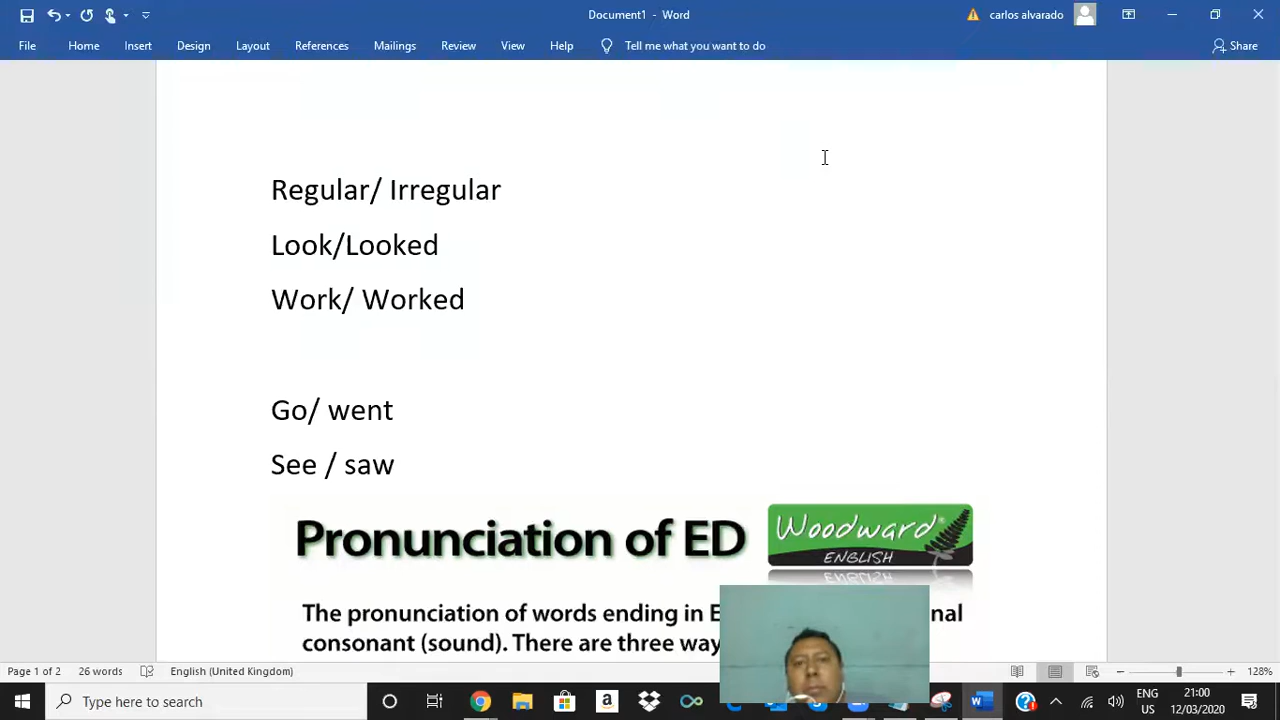 Document1 - Word
carlos alvarado
File Home Insert Design Layout References Mailings Review View Help Tell me what you want to do Share
Regular/ Irregular
Look/Looked
Work/ Worked
Go/ went
See / saw
Pronunciation of ED
Woodward®
ENGLISH
The pronunciation of words ending in
consonant (sound). There are three
Page 1 of 2 26 words English (United Kingdom) 128%
Type here to search
ENG
21:00
12/03/2020